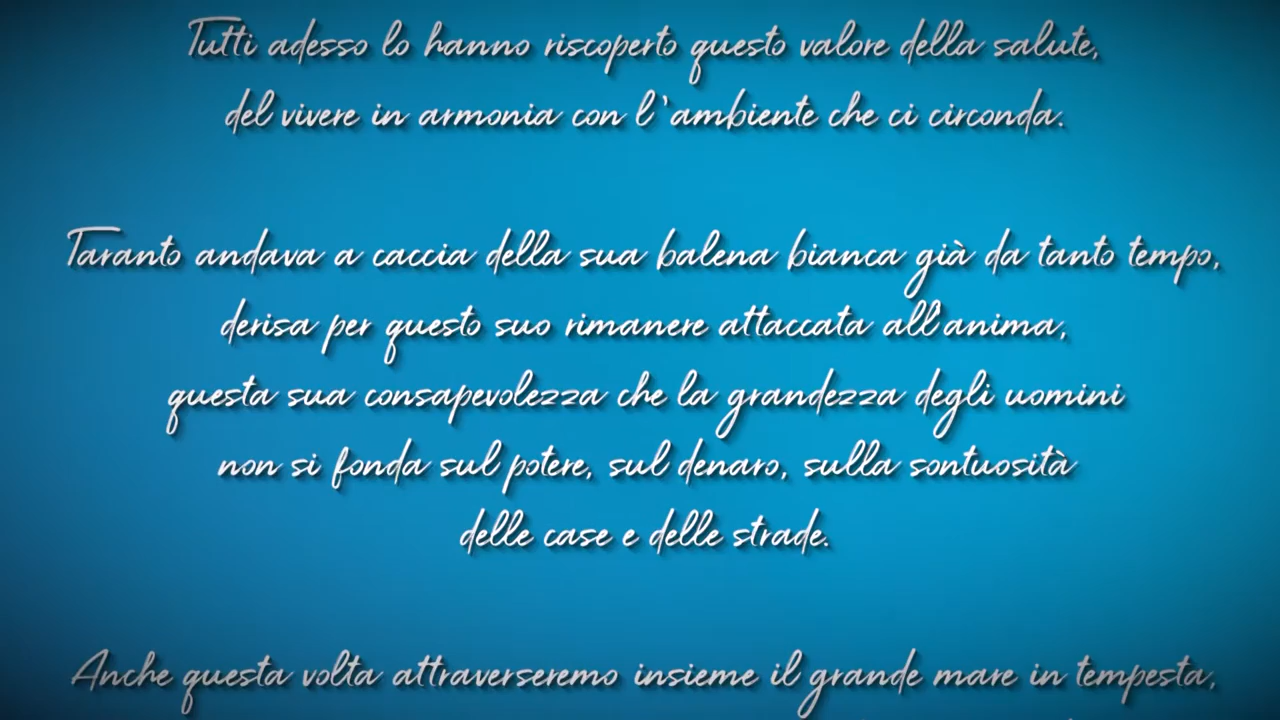 Tutti adesso lo hanno riscoperto questo valore della salute,
del vivere in armonia con l'ambiente che ci circonda.
Taranto andava a caccia della sua balena bianca già da tanto tempo,
derisa per questo suo rimanere attaccata all'anima,
questa sua consapevolezza che la grandezza degli uomini
non si fonda sul potere, sul denaro, sulla sontuosità
delle case e delle strade.
Anche questa volta attraverseremo insieme il grande mare in tempesta,